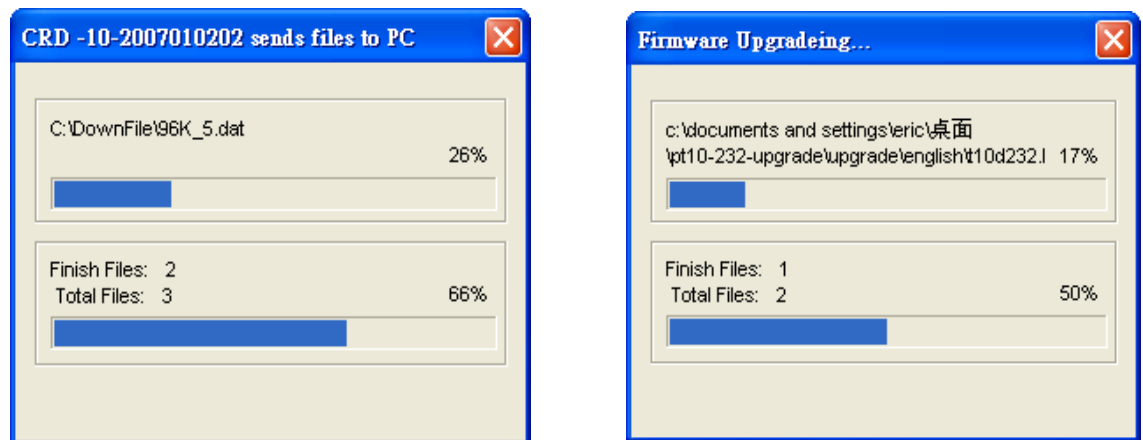 CRD -10-2007010202 sends files to PC
C:\DownFile\96K_5.dat
26%
Finish Files: 2
Total Files: 3
66%
Firmware Upgradeing...
c:\documents and settings\eric\桌面
\pt10-232-upgrade\upgrade\english\t10d232.l 17%
Finish Files: 1
Total Files: 2
50%